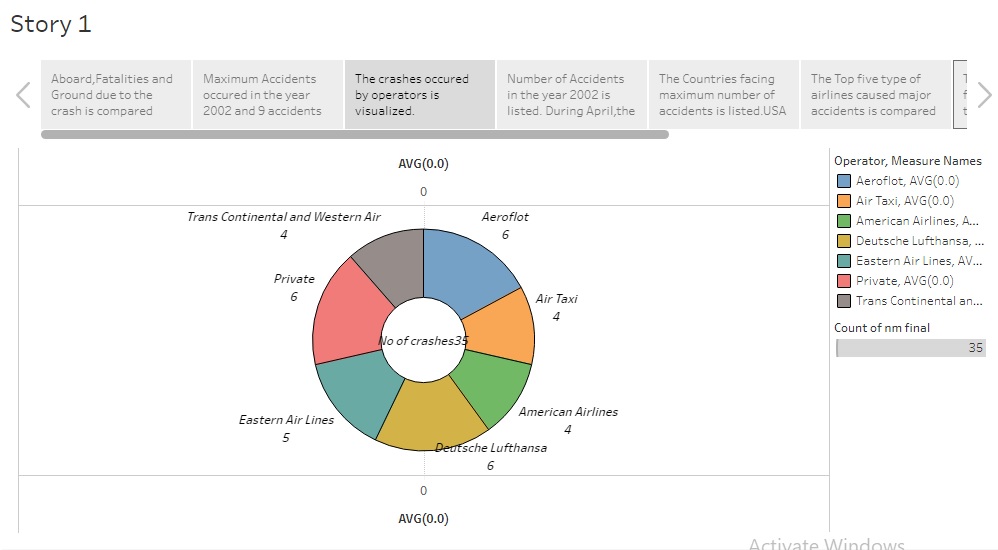 Story 1
Aboard,Fatalities and
Ground due to the
crash is compared
Maximum Accidents
occured in the year
2002 and 9 accidents
The crashes occured
by operators is
visualized.
Number of Accidents
in the year 2002 is
listed. During April,the
The Countries facing
maximum number of
accidents is listed.USA
The Top five type of
airlines caused major
accidents is compared
AVG(0.0)
0
Trans Continental and Western Air
4
Aeroflot
6
Private
6
Air Taxi
4
No of crashes35
Eastern Air Lines
5
American Airlines
4
Deutsche Lufthansa
6
0
AVG(0.0)
Operator, Measure Names
Aeroflot, AVG(0.0)
Air Taxi, AVG(0.0)
American Airlines, A...
Deutsche Lufthansa, ...
Eastern Air Lines, AV...
Private, AVG(0.0)
Trans Continental an...
Count of nm final
35
Activate Windows